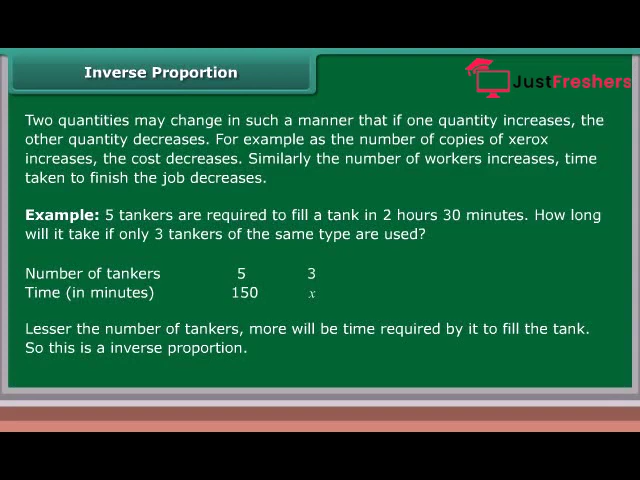 Inverse Proportion
JustFreshers
Two quantities may change in such a manner that if one quantity increases, the
other quantity decreases. For example as the number of copies of xerox
increases, the cost decreases. Similarly the number of workers increases, time
taken to finish the job decreases.
Example: 5 tankers are required to fill a tank in 2 hours 30 minutes. How long
will it take if only 3 tankers of the same type are used?
Number of tankers 5 3
Time (in minutes) 150 x
Lesser the number of tankers, more will be time required by it to fill the tank.
So this is a inverse proportion.